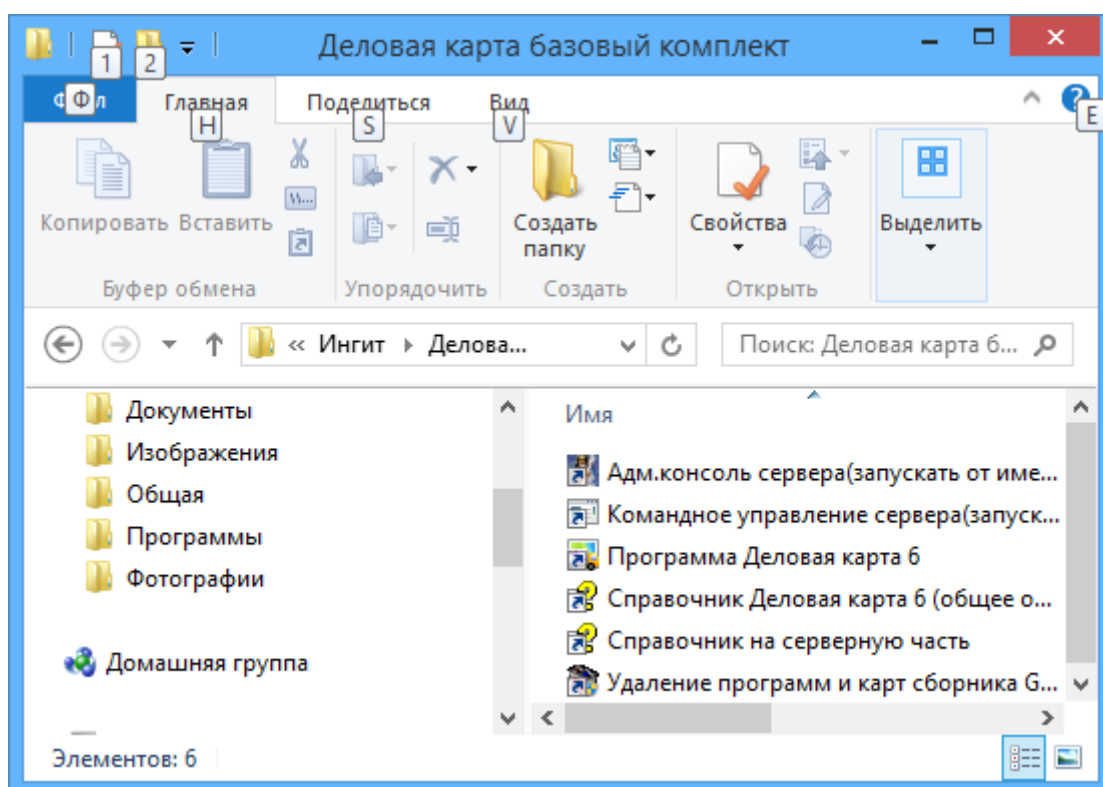 Деловая карта базовый комплект
1 2
Ф л Главная Поделиться Вид
Ф H S V E
Копировать Вставить Создать папку Свойства Выделить
Буфер обмена Упорядочить Создать Открыть
« Ингит Делова... Поиск: Деловая карта б...
Документы
Изображения
Общая
Программы
Фотографии
Домашняя группа
Имя
Адм.консоль сервера(запускать от име...
Командное управление сервера(запуск...
Программа Деловая карта 6
Справочник Деловая карта 6 (общее о...
Справочник на серверную часть
Удаление программ и карт сборника G...
Элементов: 6